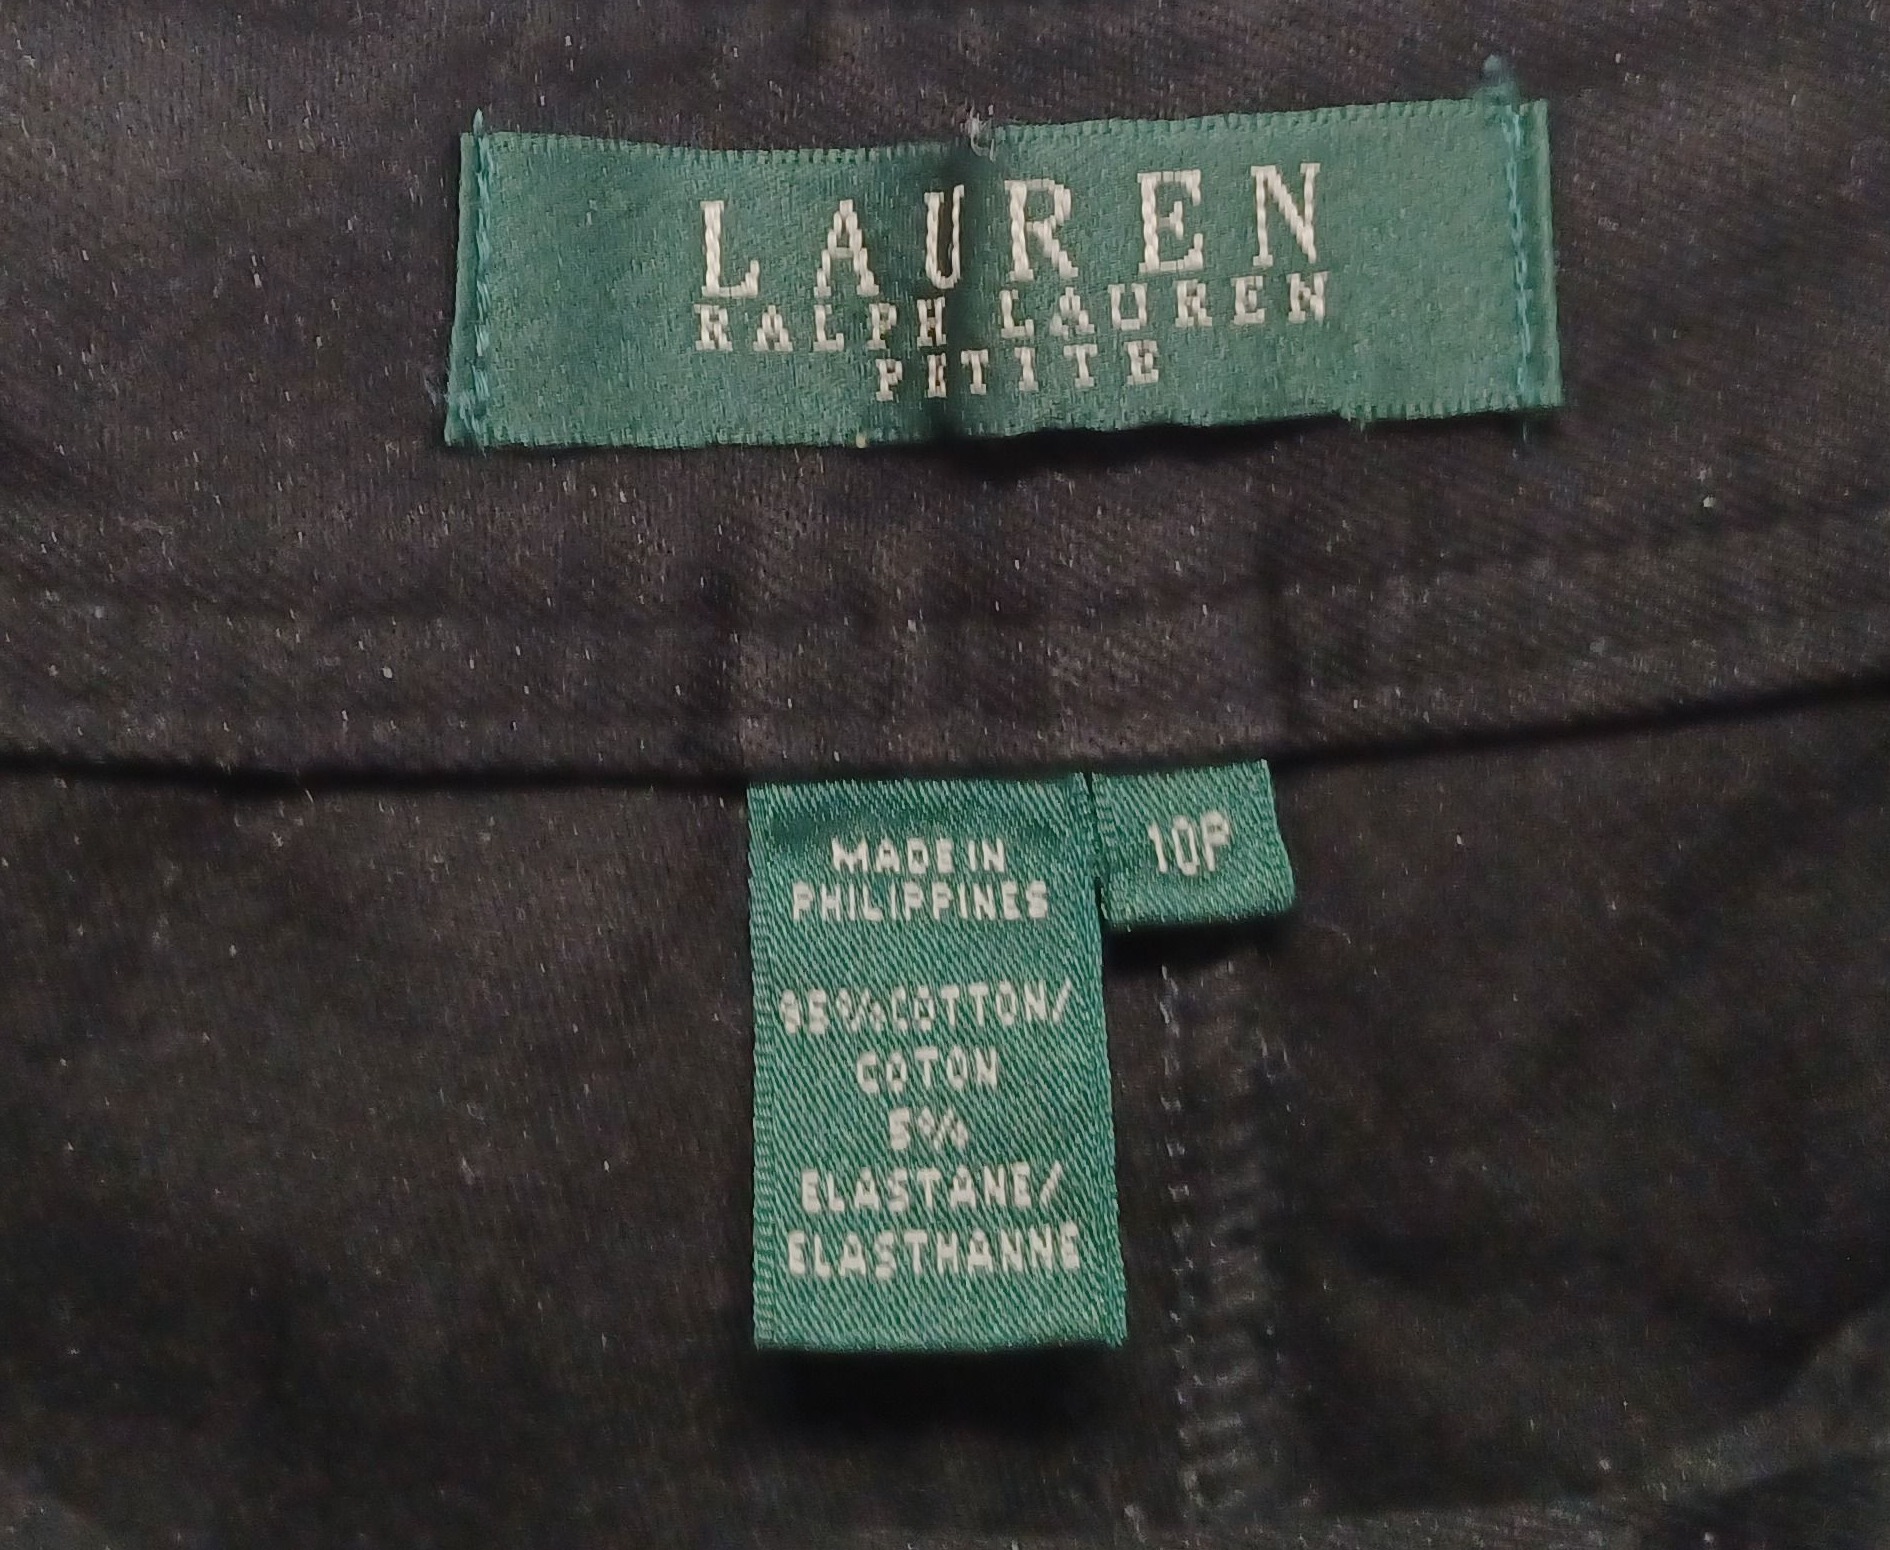 LAUREN
RALPH LAUREN
PETITE
10P
MADE IN
PHILIPPINES
95% COTTON/
COTON
5%
ELASTANE/
ELASTHANNE